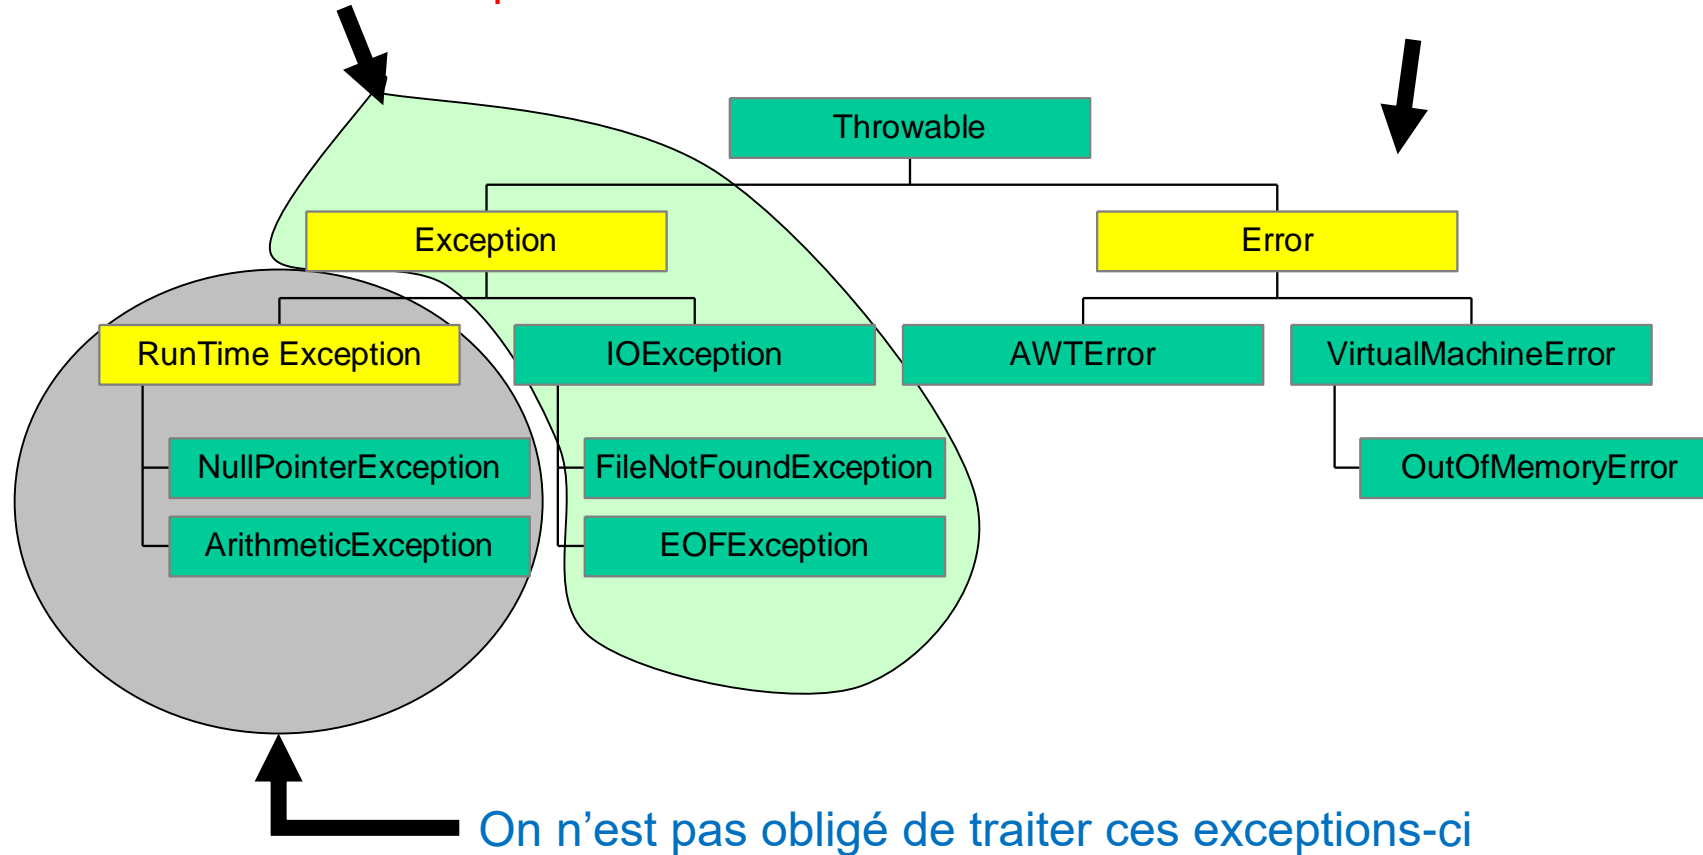 Throwable
Exception
Error
RunTime Exception
IOException
AWTError
VirtualMachineError
NullPointerException
FileNotFoundException
OutOfMemoryError
ArithmeticException
EOFException
On n’est pas obligé de traiter ces exceptions-ci